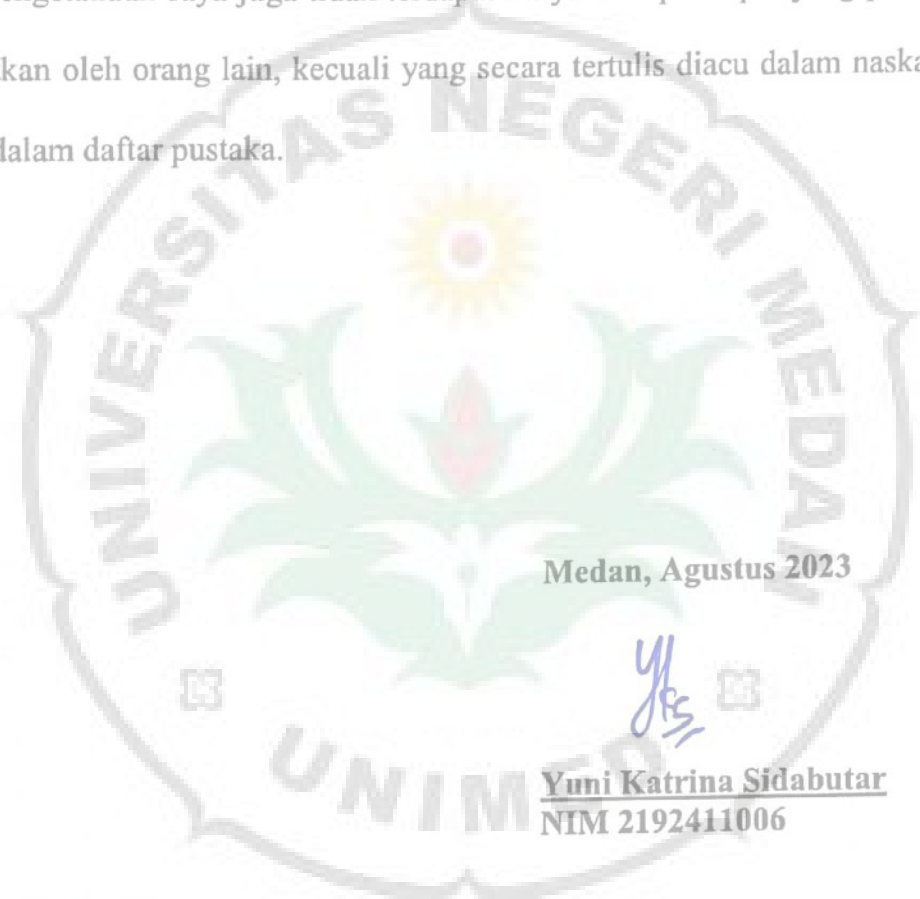 kan oleh orang lain, kecuali yang secara tertulis diacu dalam naska
dalam daftar pustaka.
UNIVERSITAS NEGERI MEDAN
UNIMED
Medan, Agustus 2023
Yuni Katrina Sidabutar
NIM 2192411006